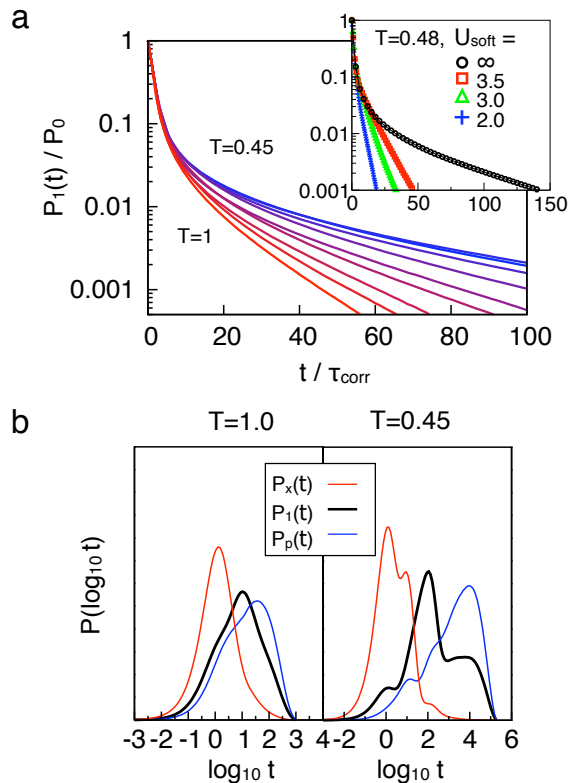 a
P₁(t) / P₀
1
0.1
0.01
0.001
T=0.45
T=1
0 20 40 60 80 100
t / τcorr
T=0.48, Usoft =
∞
3.5
3.0
2.0
1
0.1
0.01
0.001
0 50 100 150
b
T=1.0 T=0.45
Pₓ(t)
P₁(t)
Pₚ(t)
P(log₁₀ t)
-3 -2 -1 0 1 2 3 -2 0 2 4 6
log₁₀ t log₁₀ t